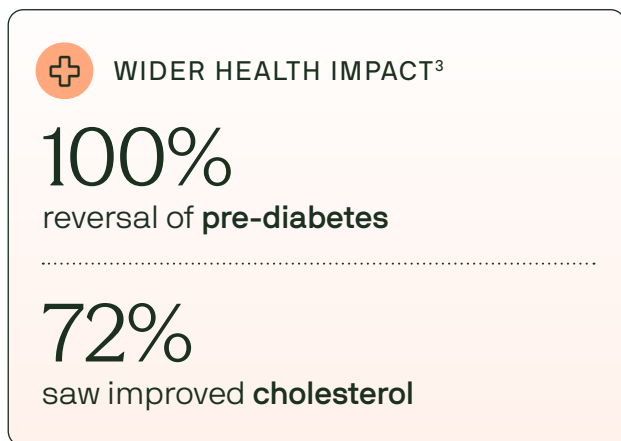 WIDER HEALTH IMPACT³
100%
reversal of pre-diabetes
72%
saw improved cholesterol